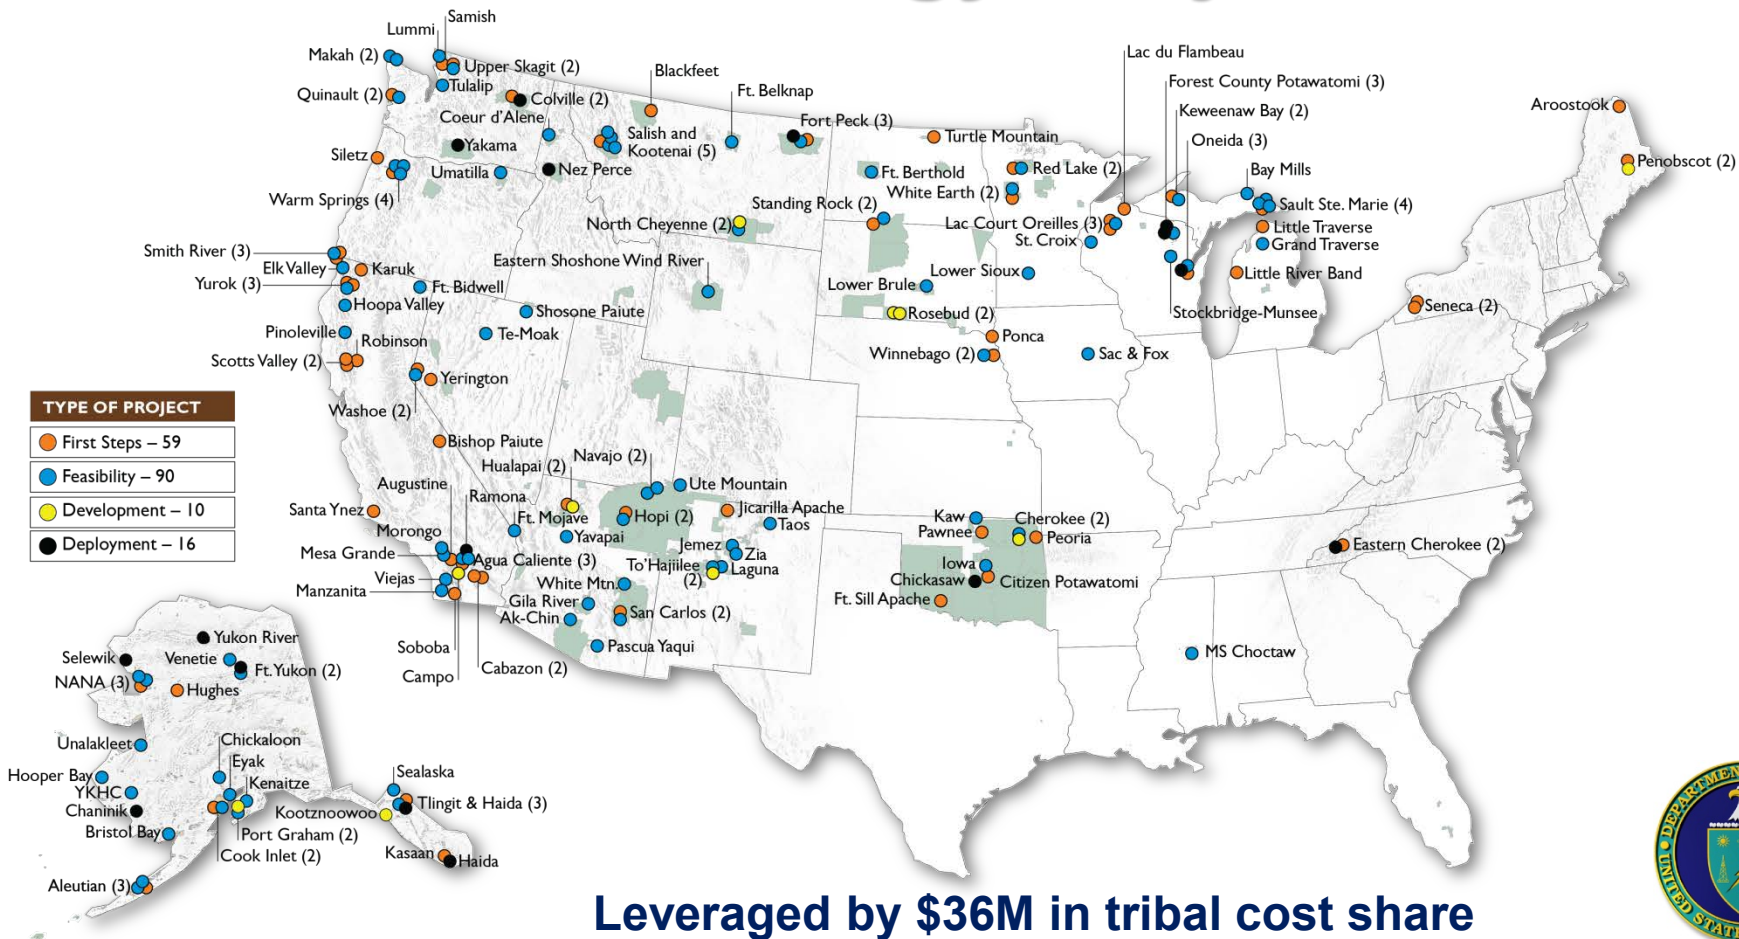 Samish
Lummi
Makah (2)
Upper Skagit (2)
Tulalip
Quinault (2)
Colville (2)
Coeur d'Alene
Blackfeet
Ft. Belknap
Salish and
Kootenai (5)
Fort Peck (3)
Turtle Mountain
Lac du Flambeau
Forest County Potawatomi (3)
Keweenaw Bay (2)
Oneida (3)
Bay Mills
Aroostook
Penobscot (2)
Siletz
Yakama
Umatilla
Nez Perce
Warm Springs (4)
Ft. Berthold
Red Lake (2)
White Earth (2)
Standing Rock (2)
North Cheyenne (2)
Lac Court Oreilles (3)
St. Croix
Sault Ste. Marie (4)
Little Traverse
Grand Traverse
Little River Band
Smith River (3)
Elk Valley
Karuk
Yurok (3)
Ft. Bidwell
Hoopa Valley
Eastern Shoshone Wind River
Lower Sioux
Lower Brule
Shosone Paiute
Rosebud (2)
Stockbridge-Munsee
Seneca (2)
Pinoleville
Robinson
Te-Moak
Ponca
Scotts Valley (2)
Winnebago (2)
Sac & Fox
Yerington
Washoe (2)
TYPE OF PROJECT
First Steps – 59
Feasibility – 90
Development – 10
Deployment – 16
Bishop Paiute
Navajo (2)
Hualapai (2)
Augustine
Ramona
Ute Mountain
Santa Ynez
Ft. Mojave
Hopi (2)
Jicarilla Apache
Taos
Morongo
Yavapai
Mesa Grande
Agua Caliente (3)
Jemez
Zia
To'Hajiilee
(2)
Laguna
Viejas
White Mtn.
Manzanita
Gila River
Ak-Chin
San Carlos (2)
Soboba
Pascua Yaqui
Campo
Cabazon (2)
Kaw
Cherokee (2)
Pawnee
Peoria
Iowa
Chickasaw
Citizen Potawatomi
Ft. Sill Apache
Eastern Cherokee (2)
MS Choctaw
Yukon River
Selewik
Venetie
Ft. Yukon (2)
NANA (3)
Hughes
Unalakleet
Chickaloon
Eyak
Hooper Bay
Kenaitze
Sealaska
YKHC
Tlingit & Haida (3)
Chaninik
Kootznoowoo
Bristol Bay
Port Graham (2)
Cook Inlet (2)
Kasaan
Haida
Aleutian (3)
Leveraged by $36M in tribal cost share
UNITED STAT